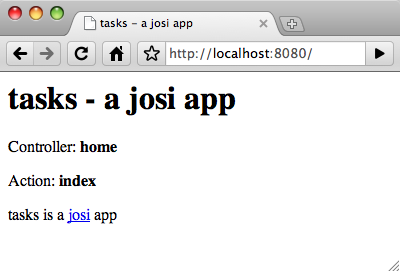 tasks - a josi app
http://localhost:8080/
tasks - a josi app
Controller: home
Action: index
tasks is a josi app